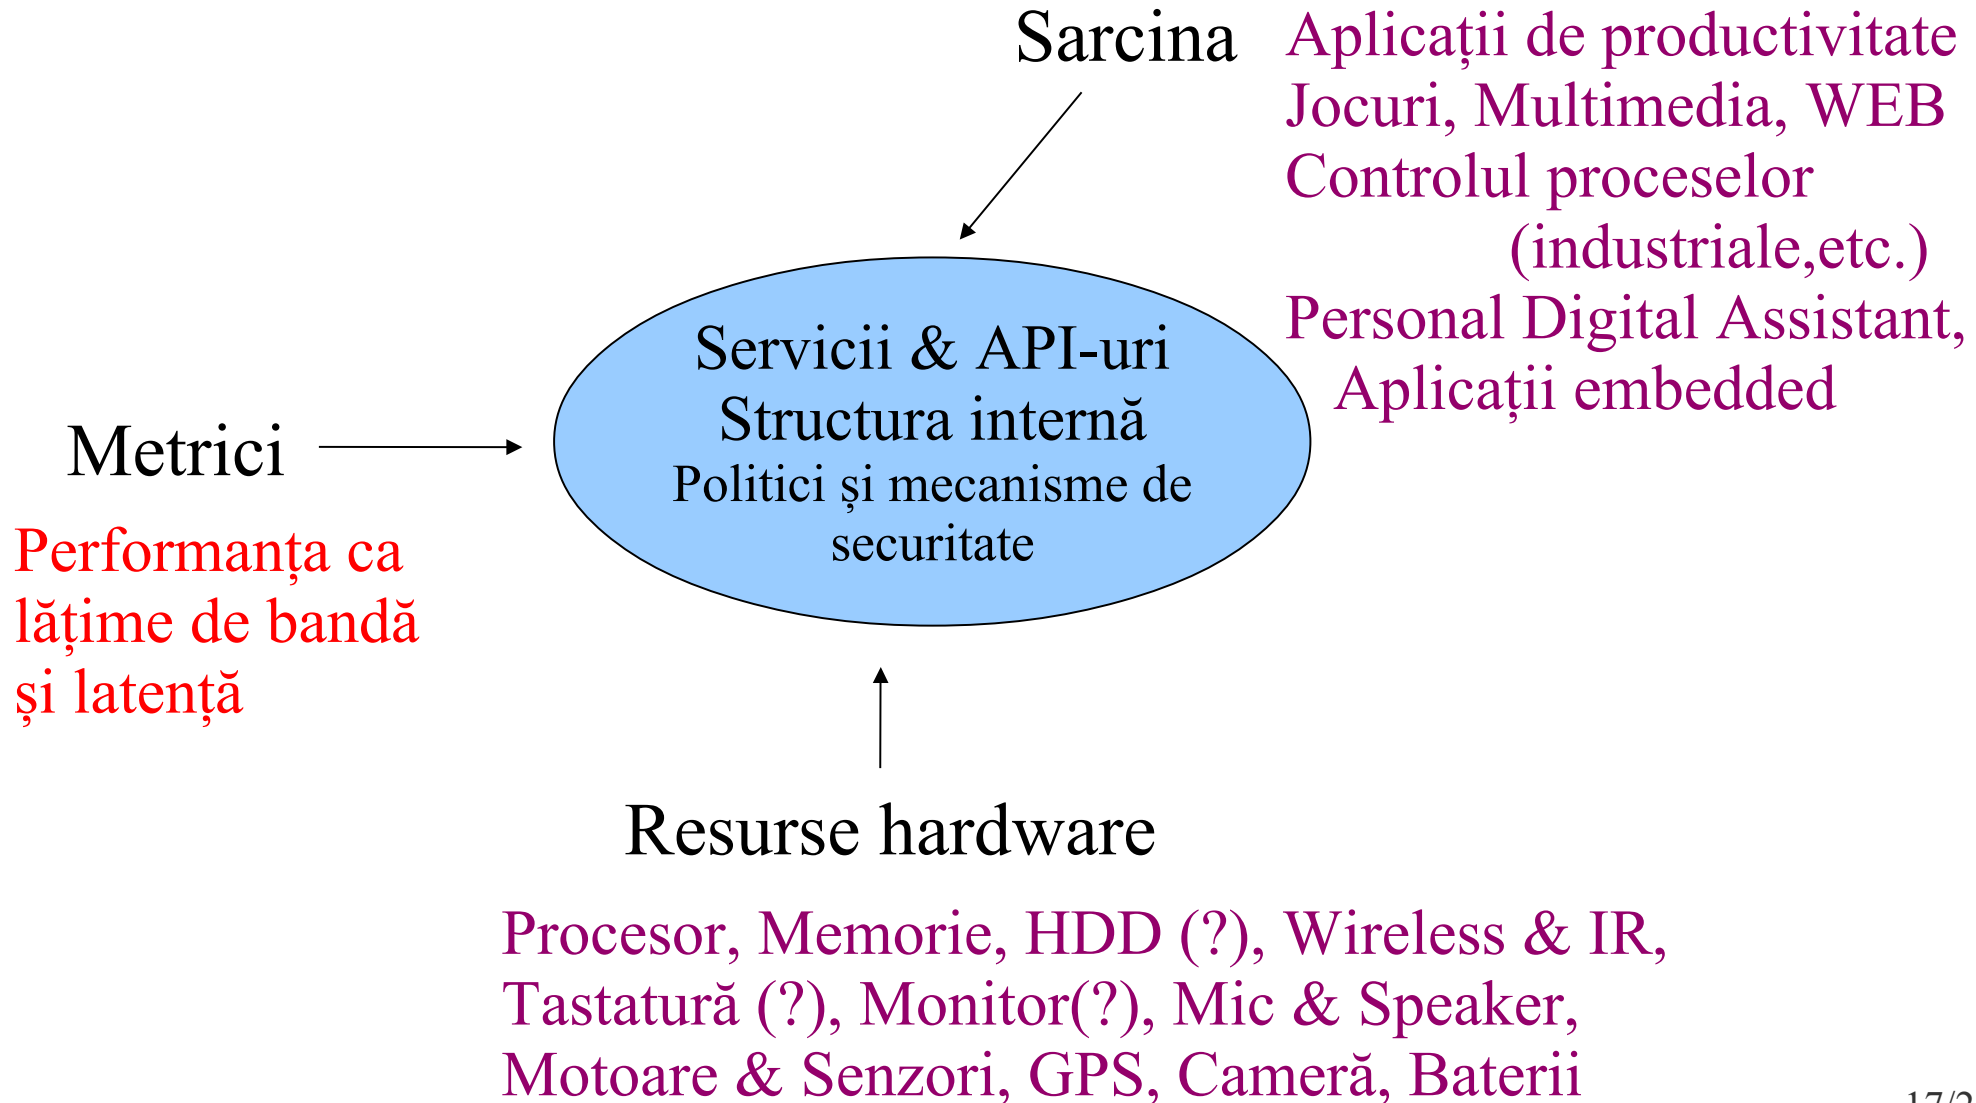 Sarcina
Aplicații de productivitate
Jocuri, Multimedia, WEB
Controlul proceselor
(industriale,etc.)
Personal Digital Assistant,
Aplicații embedded
Servicii & API-uri
Structura internă
Politici și mecanisme de
securitate
Metrici
Performanța ca
lățime de bandă
și latență
Resurse hardware
Procesor, Memorie, HDD (?), Wireless & IR,
Tastatură (?), Monitor(?), Mic & Speaker,
Motoare & Senzori, GPS, Cameră, Baterii
17/2